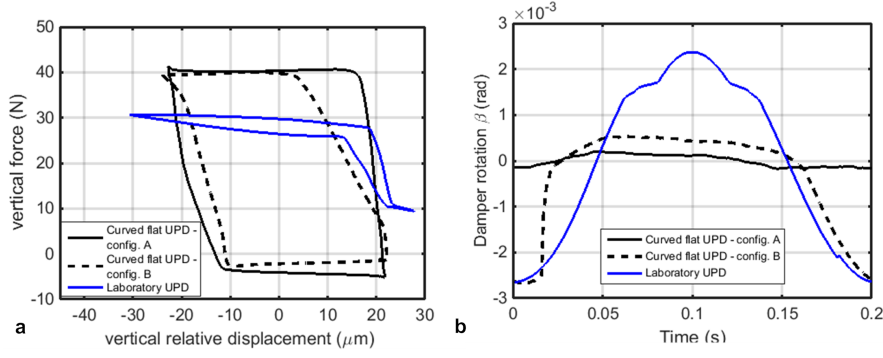 50
40
30
20
10
0
-10
vertical force (N)
Curved flat UPD -
config. A
Curved flat UPD -
config. B
Laboratory UPD
-40 -30 -20 -10 0 10 20 30
vertical relative displacement (μm)
a
×10⁻³
3
2
1
0
-1
-2
-3
Damper rotation β (rad)
Curved flat UPD - config. A
Curved flat UPD - config. B
Laboratory UPD
0 0.05 0.1 0.15 0.2
Time (s)
b